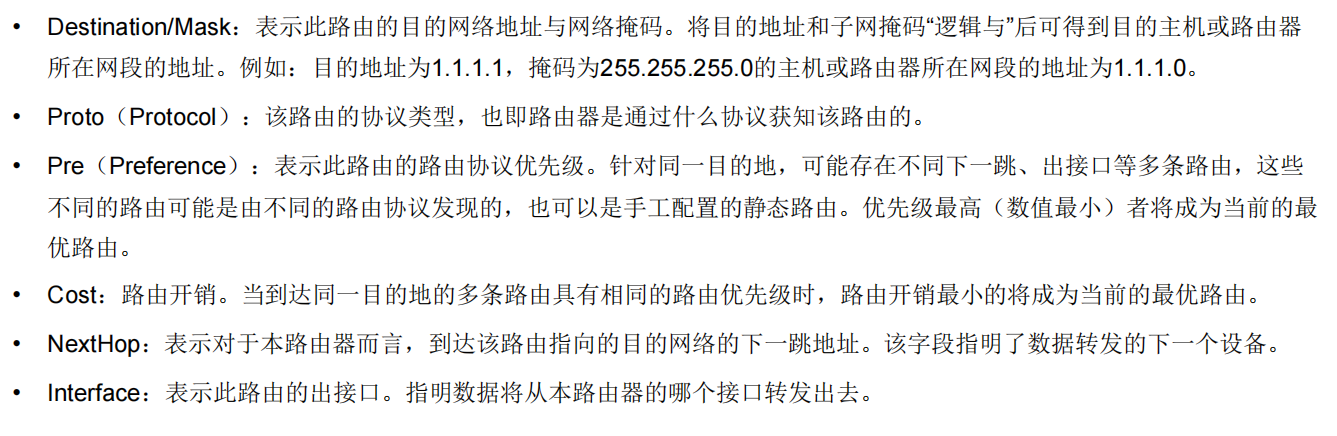 • Destination/Mask：表示此路由的目的网络地址与网络掩码。将目的地址和子网掩码“逻辑与”后可得到目的主机或路由器
所在网段的地址。例如：目的地址为1.1.1.1，掩码为255.255.255.0的主机或路由器所在网段的地址为1.1.1.0。
• Proto（Protocol）：该路由的协议类型，也即路由器是通过什么协议获知该路由的。
• Pre（Preference）：表示此路由的路由协议优先级。针对同一目的地，可能存在不同下一跳、出接口等多条路由，这些
不同的路由可能是由不同的路由协议发现的，也可以是手工配置的静态路由。优先级最高（数值最小）者将成为当前的最
优路由。
• Cost：路由开销。当到达同一目的地的多条路由具有相同的路由优先级时，路由开销最小的将成为当前的最优路由。
• NextHop：表示对于本路由器而言，到达该路由指向的目的网络的下一跳地址。该字段指明了数据转发的下一个设备。
• Interface：表示此路由的出接口。指明数据将从本路由器的哪个接口转发出去。